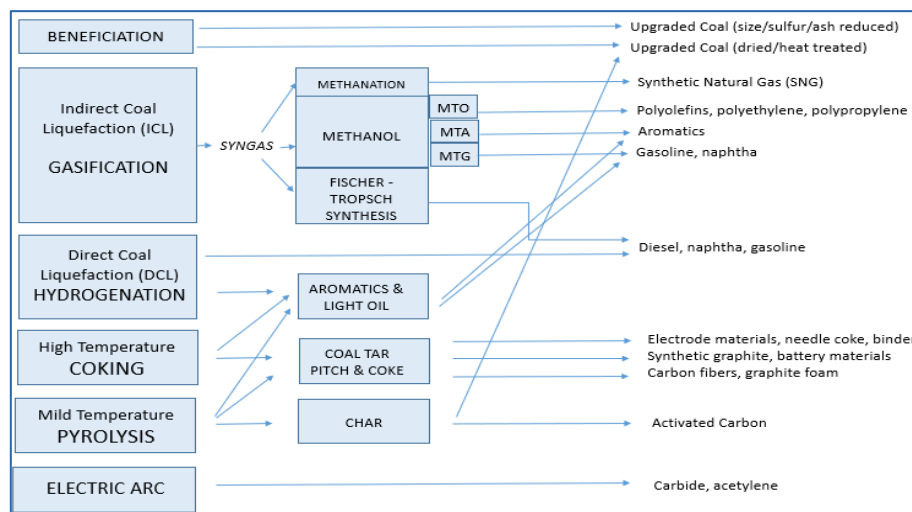 BENEFICIATION
Upgraded Coal (size/sulfur/ash reduced)
Upgraded Coal (dried/heat treated)
Indirect Coal
Liquefaction (ICL)
GASIFICATION
SYNGAS
METHANATION
METHANOL
MTO
MTA
MTG
FISCHER -
TROPSCH
SYNTHESIS
Synthetic Natural Gas (SNG)
Polyolefins, polyethylene, polypropylene
Aromatics
Gasoline, naphtha
Direct Coal
Liquefaction (DCL)
HYDROGENATION
Diesel, naphtha, gasoline
AROMATICS &
LIGHT OIL
High Temperature
COKING
COAL TAR
PITCH & COKE
Electrode materials, needle coke, binder
Synthetic graphite, battery materials
Carbon fibers, graphite foam
Mild Temperature
PYROLYSIS
CHAR
Activated Carbon
ELECTRIC ARC
Carbide, acetylene